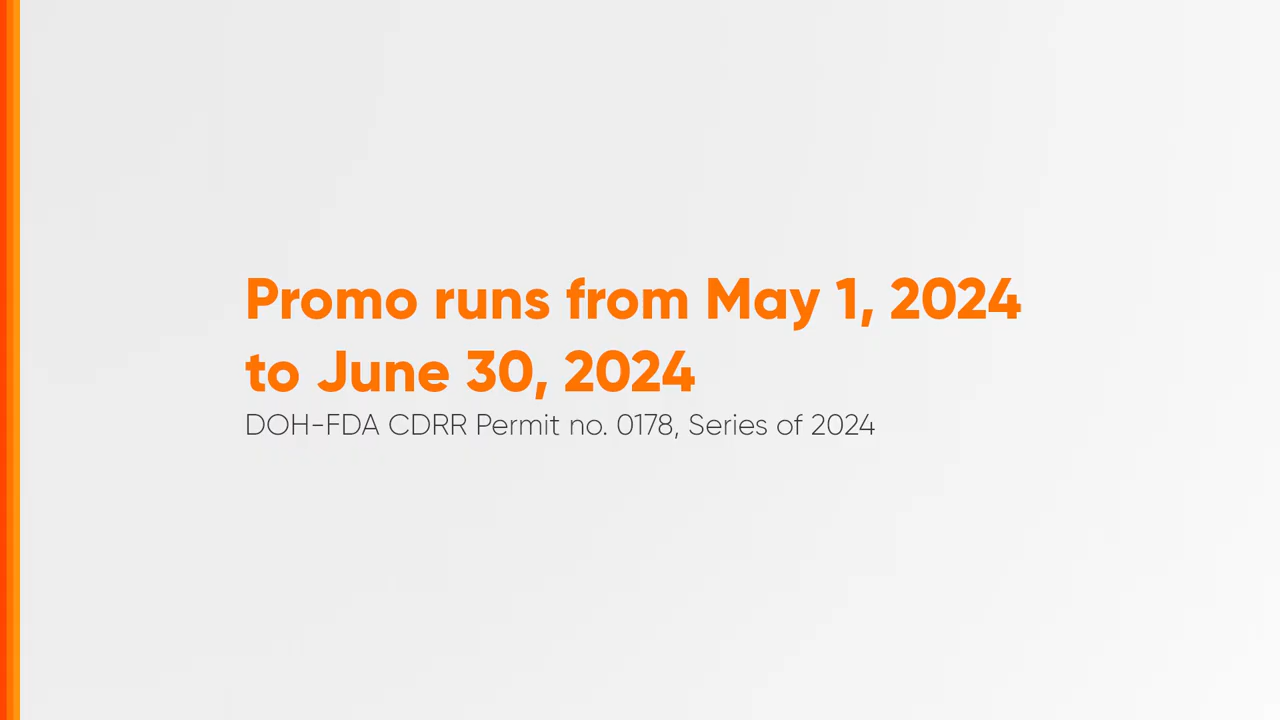 Promo runs from May 1, 2024
to June 30, 2024
DOH-FDA CDRR Permit no. 0178, Series of 2024